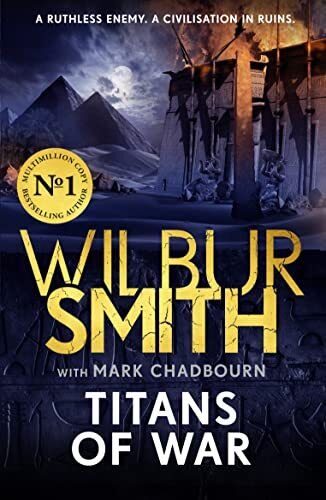 A RUTHLESS ENEMY. A CIVILISATION IN RUINS.
MULTIMILLION COPY
Nº1
BESTSELLING AUTHOR
WILBUR
SMITH
WITH MARK CHADBOURN
TITANS
OF WAR